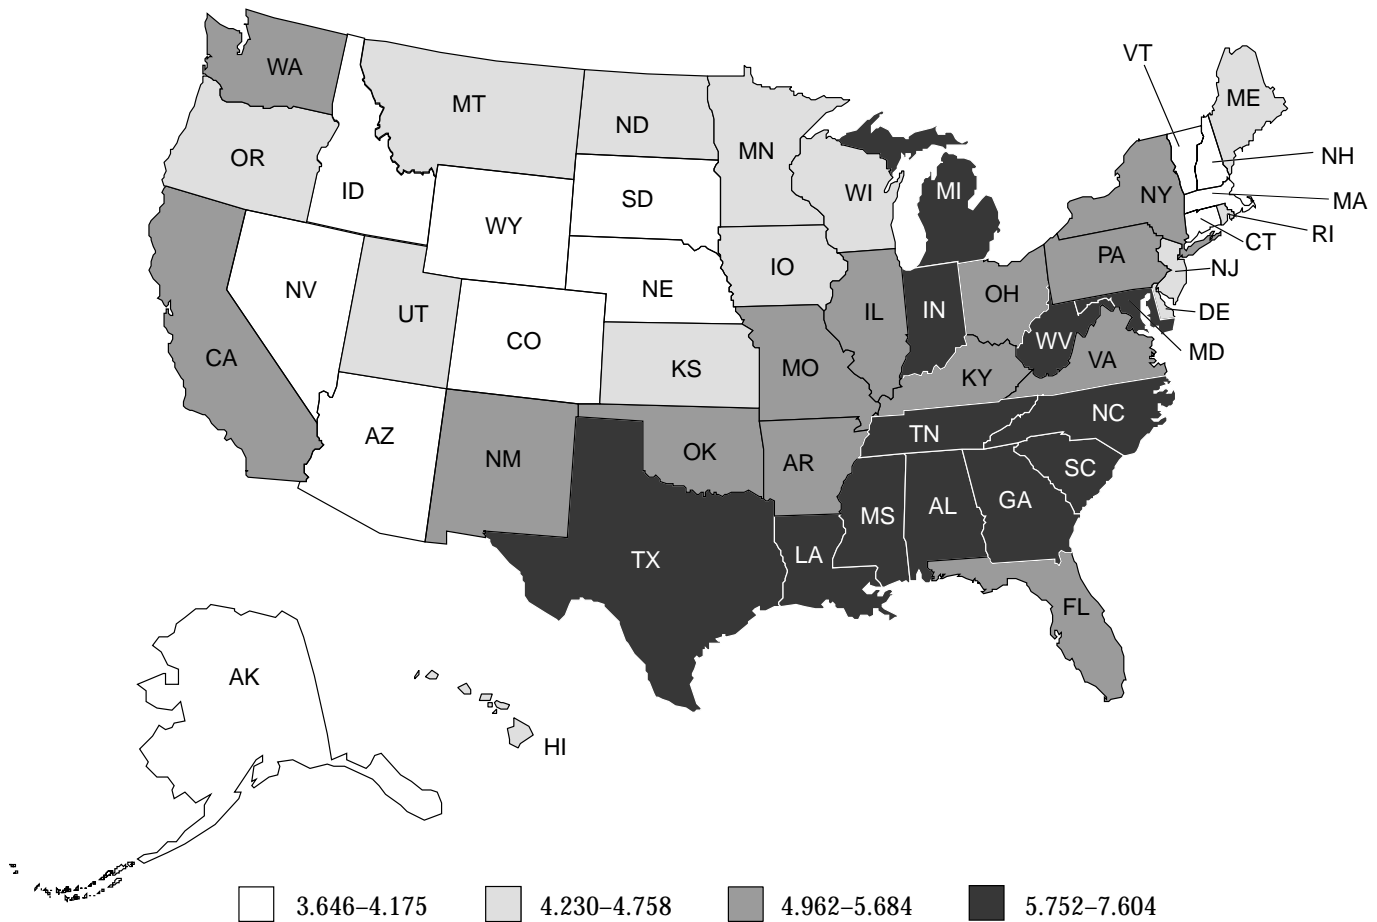 VT
WA
ME
MT
ND
MN
OR
NH
ID
WI
MI
SD
NY
MA
WY
RI
CT
PA
IO
NJ
NV
NE
OH
UT
IL
IN
DE
CO
WV
MD
CA
VA
KS
MO
KY
NC
AZ
TN
OK
NM
AR
SC
GA
AL
MS
LA
TX
FL
AK
HI
3.646–4.175 4.230–4.758 4.962–5.684 5.752–7.604